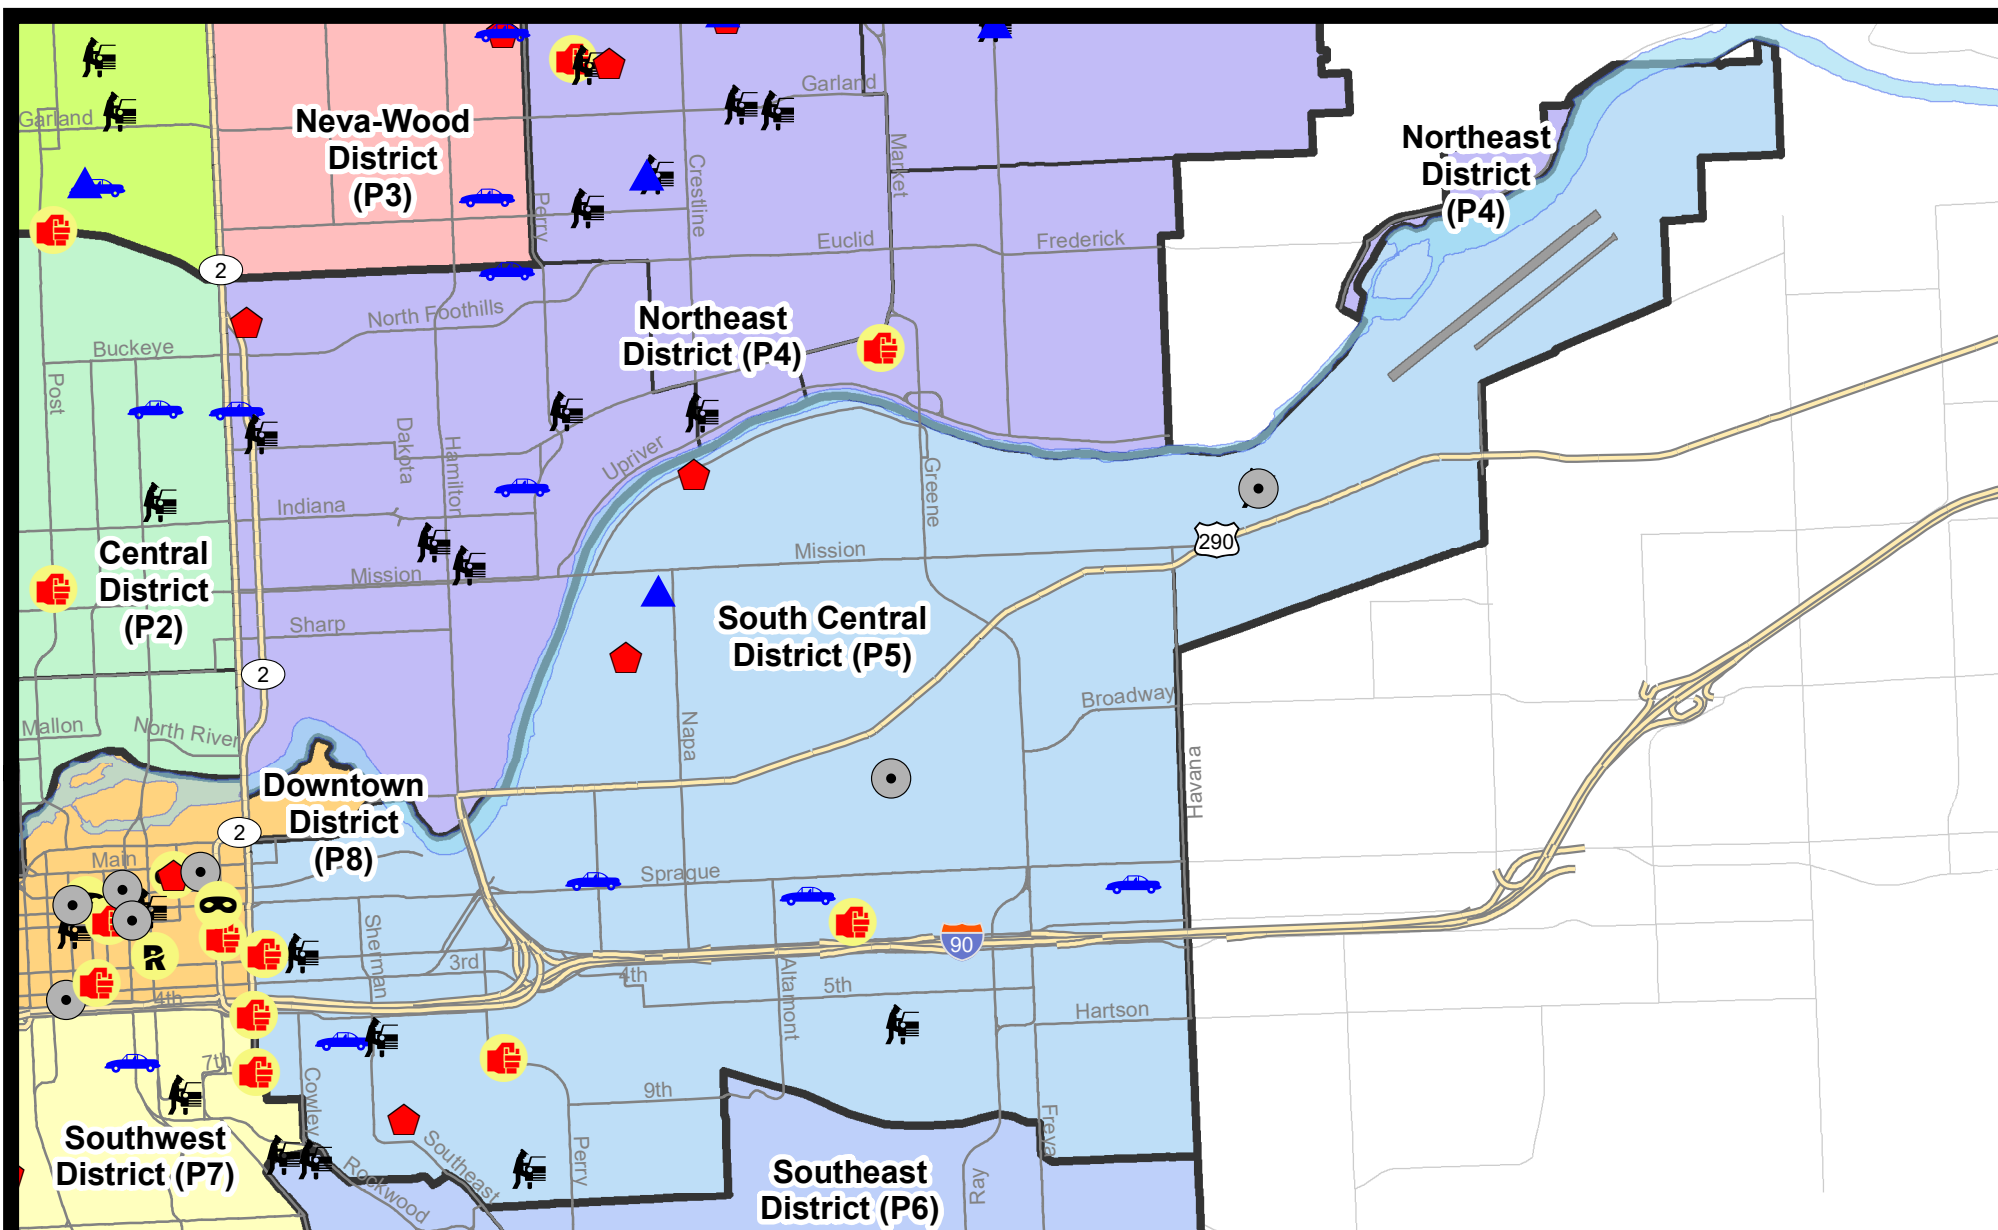 Garland
Neva-Wood
District
(P3)
Garland
Market
Crestline
Perry
Northeast
District
(P4)
Euclid
Frederick
2
North Foothills
Northeast
District (P4)
Buckeye
Post
Dakota
Hamilton
Upriver
Greene
Indiana
Mission
290
Central
District
(P2)
Mission
Sharp
South Central
District (P5)
2
Broadway
Mallon
North River
Napa
Havana
Downtown
District
(P8)
2
Main
Sprague
Sherman
R
90
3rd
4th
5th
Altamont
4th
Hartson
7th
Cowley
9th
Freya
Southwest
District (P7)
Southeast
Rockwood
Perry
Southeast
District (P6)
Ray